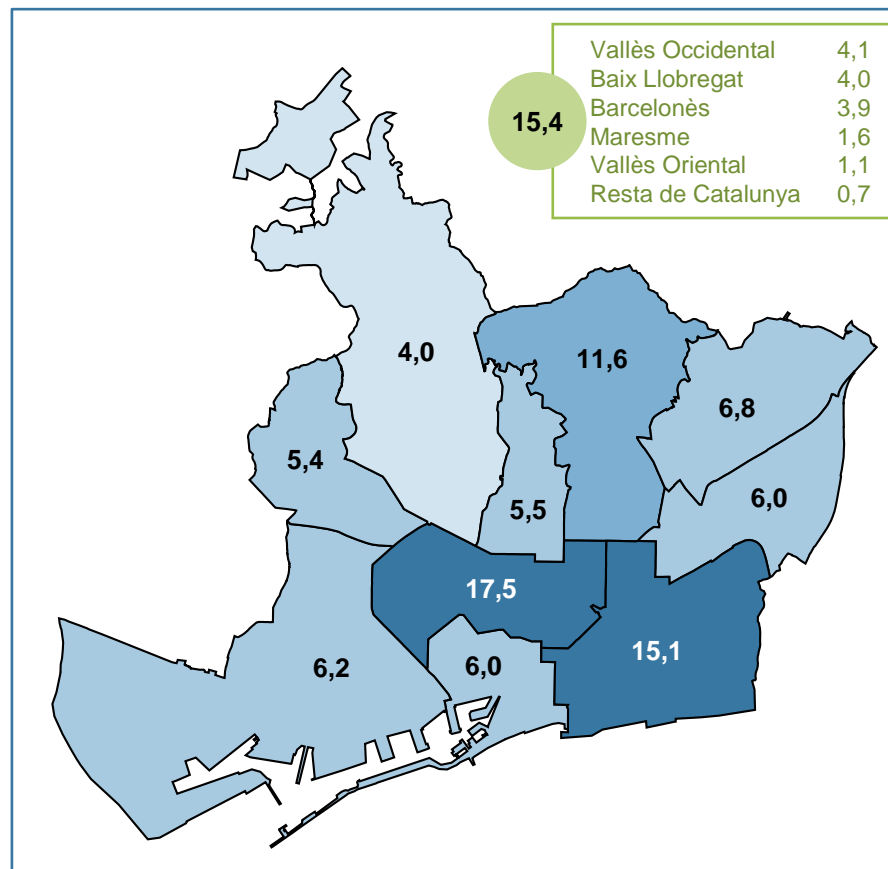 Vallès Occidental 4,1
Baix Llobregat 4,0
15,4
Barcelonès 3,9
Maresme 1,6
Vallès Oriental 1,1
Resta de Catalunya 0,7
4,0
11,6
6,8
5,4
5,5
6,0
17,5
6,2
6,0
15,1